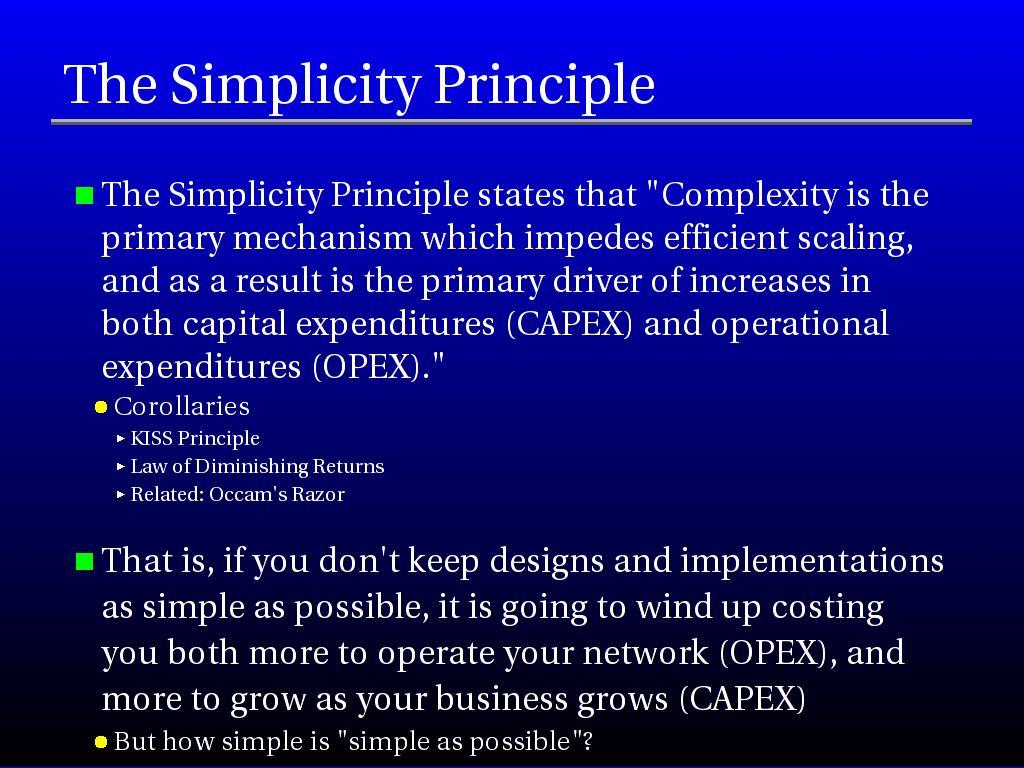 The Simplicity Principle
The Simplicity Principle states that "Complexity is the
primary mechanism which impedes efficient scaling,
and as a result is the primary driver of increases in
both capital expenditures (CAPEX) and operational
expenditures (OPEX)."
Corollaries
KISS Principle
Law of Diminishing Returns
Related: Occam's Razor
That is, if you don't keep designs and implementations
as simple as possible, it is going to wind up costing
you both more to operate your network (OPEX), and
more to grow as your business grows (CAPEX)
But how simple is "simple as possible"?